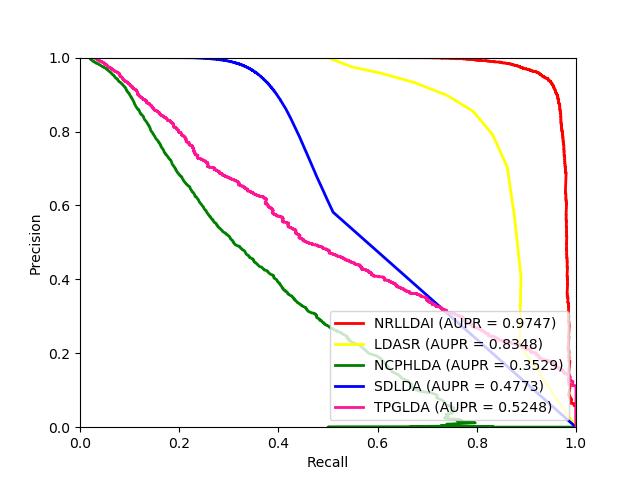 1.0
0.8
0.6
0.4
0.2
0.0
Precision
NRLLDAI (AUPR = 0.9747)
LDASR (AUPR = 0.8348)
NCPHLDA (AUPR = 0.3529)
SDLDA (AUPR = 0.4773)
TPGLDA (AUPR = 0.5248)
0.0 0.2 0.4 0.6 0.8 1.0
Recall